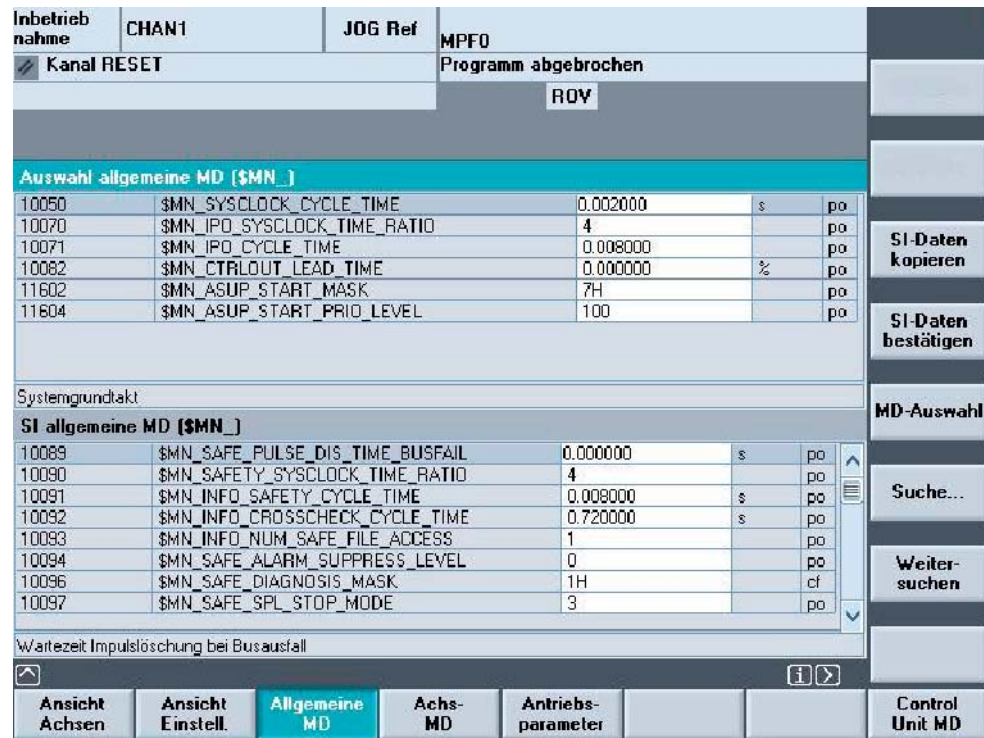 Inbetrieb
nahme
CHAN1
JOG Ref
MPF0
Kanal RESET
Programm abgebrochen
ROV
Auswahl allgemeine MD ($MN_)
10050 $MN_SYSCLOCK_CYCLE_TIME 0.002000 s po
10070 $MN_IPO_SYSCLOCK_TIME_RATIO 4 po
10071 $MN_IPO_CYCLE_TIME 0.008000 po
10082 $MN_CTRLOUT_LEAD_TIME 0.000000 % po
11602 $MN_ASUP_START_MASK 7H po
11604 $MN_ASUP_START_PRIO_LEVEL 100 po
Systemgrundtakt
SI allgemeine MD ($MN_)
10089 $MN_SAFE_PULSE_DIS_TIME_BUSFAIL 0.000000 s po
10090 $MN_SAFETY_SYSCLOCK_TIME_RATIO 4 po
10091 $MN_INFO_SAFETY_CYCLE_TIME 0.008000 s po
10092 $MN_INFO_CROSSCHECK_CYCLE_TIME 0.720000 s po
10093 $MN_INFO_NUM_SAFE_FILE_ACCESS 1 po
10094 $MN_SAFE_ALARM_SUPPRESS_LEVEL 0 po
10096 $MN_SAFE_DIAGNOSIS_MASK 1H cf
10097 $MN_SAFE_SPL_STOP_MODE 3 po
Wartezeit Impulslöschung bei Busausfall
SI-Daten
kopieren
SI-Daten
bestätigen
MD-Auswahl
Suche...
Weiter-
suchen
Ansicht
Achsen
Ansicht
Einstell.
Allgemeine
MD
Achs-
MD
Antriebs-
parameter
Control
Unit MD